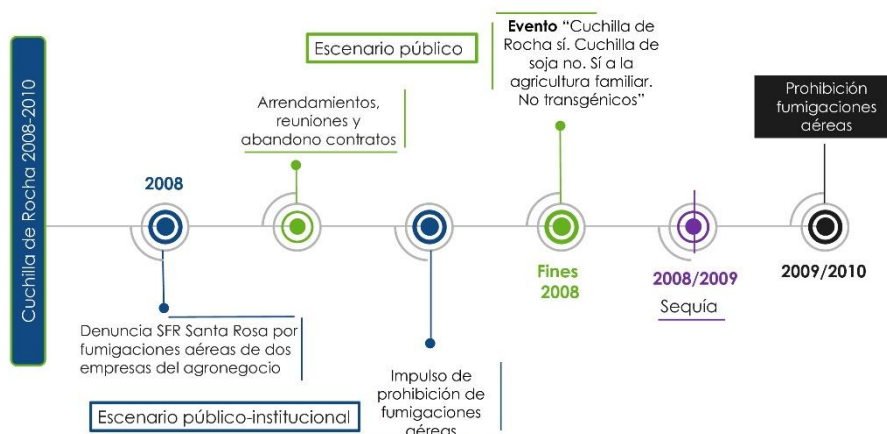 Cuchilla de Rocha 2008-2010
Escenario público
Evento “Cuchilla de
Rocha sí. Cuchilla de
soja no. Sí a la
agricultura familiar.
No transgénicos”
Prohibición
fumigaciones
aéreas
Arrendamientos,
reuniones y
abandono contratos
2008
Fines
2008
2008/2009
Sequía
2009/2010
Denuncia SFR Santa Rosa por
fumigaciones aéreas de dos
empresas del agronegocio
Impulso de
prohibición de
fumigaciones
aéreas
Escenario público-institucional